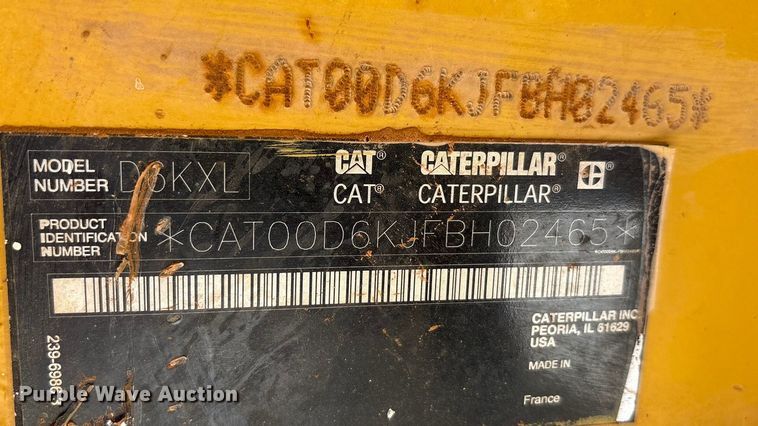 *CAT00D6KJFBH02465*
MODEL NUMBER D6KXL
CAT® CATERPILLAR®
CAT® CATERPILLAR®
PRODUCT IDENTIFICATION NUMBER *CAT00D6KJFBH02465*
CATERPILLAR INC.
PEORIA, IL 61629
USA
MADE IN
France
Purple Wave Auction